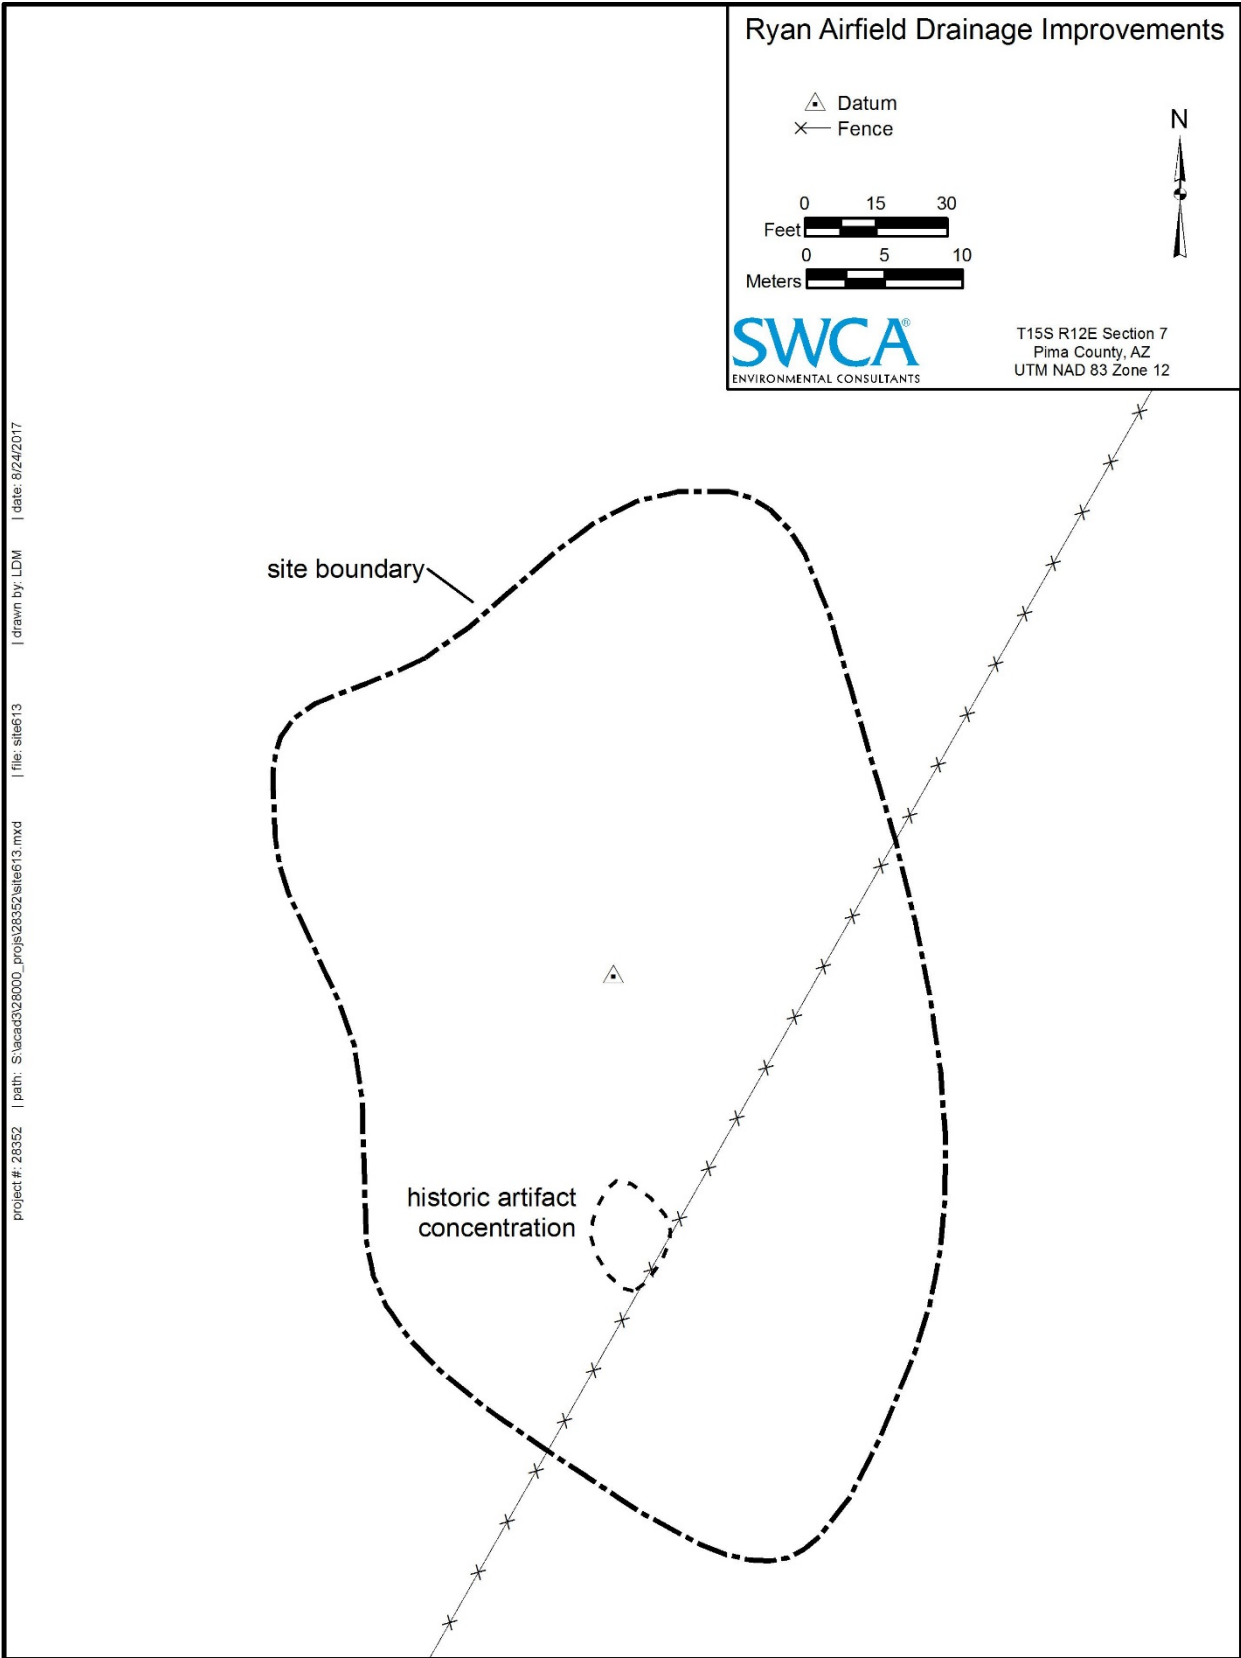 Ryan Airfield Drainage Improvements
Datum
Fence
N
0 15 30
Feet
0 5 10
Meters
SWCA®
ENVIRONMENTAL CONSULTANTS
T15S R12E Section 7
Pima County, AZ
UTM NAD 83 Zone 12
site boundary
historic artifact
concentration
project #: 28352 | path: S:\acad3\28000_projs\28352\site613.mxd | file: site613 | drawn by: LDM | date: 8/24/2017